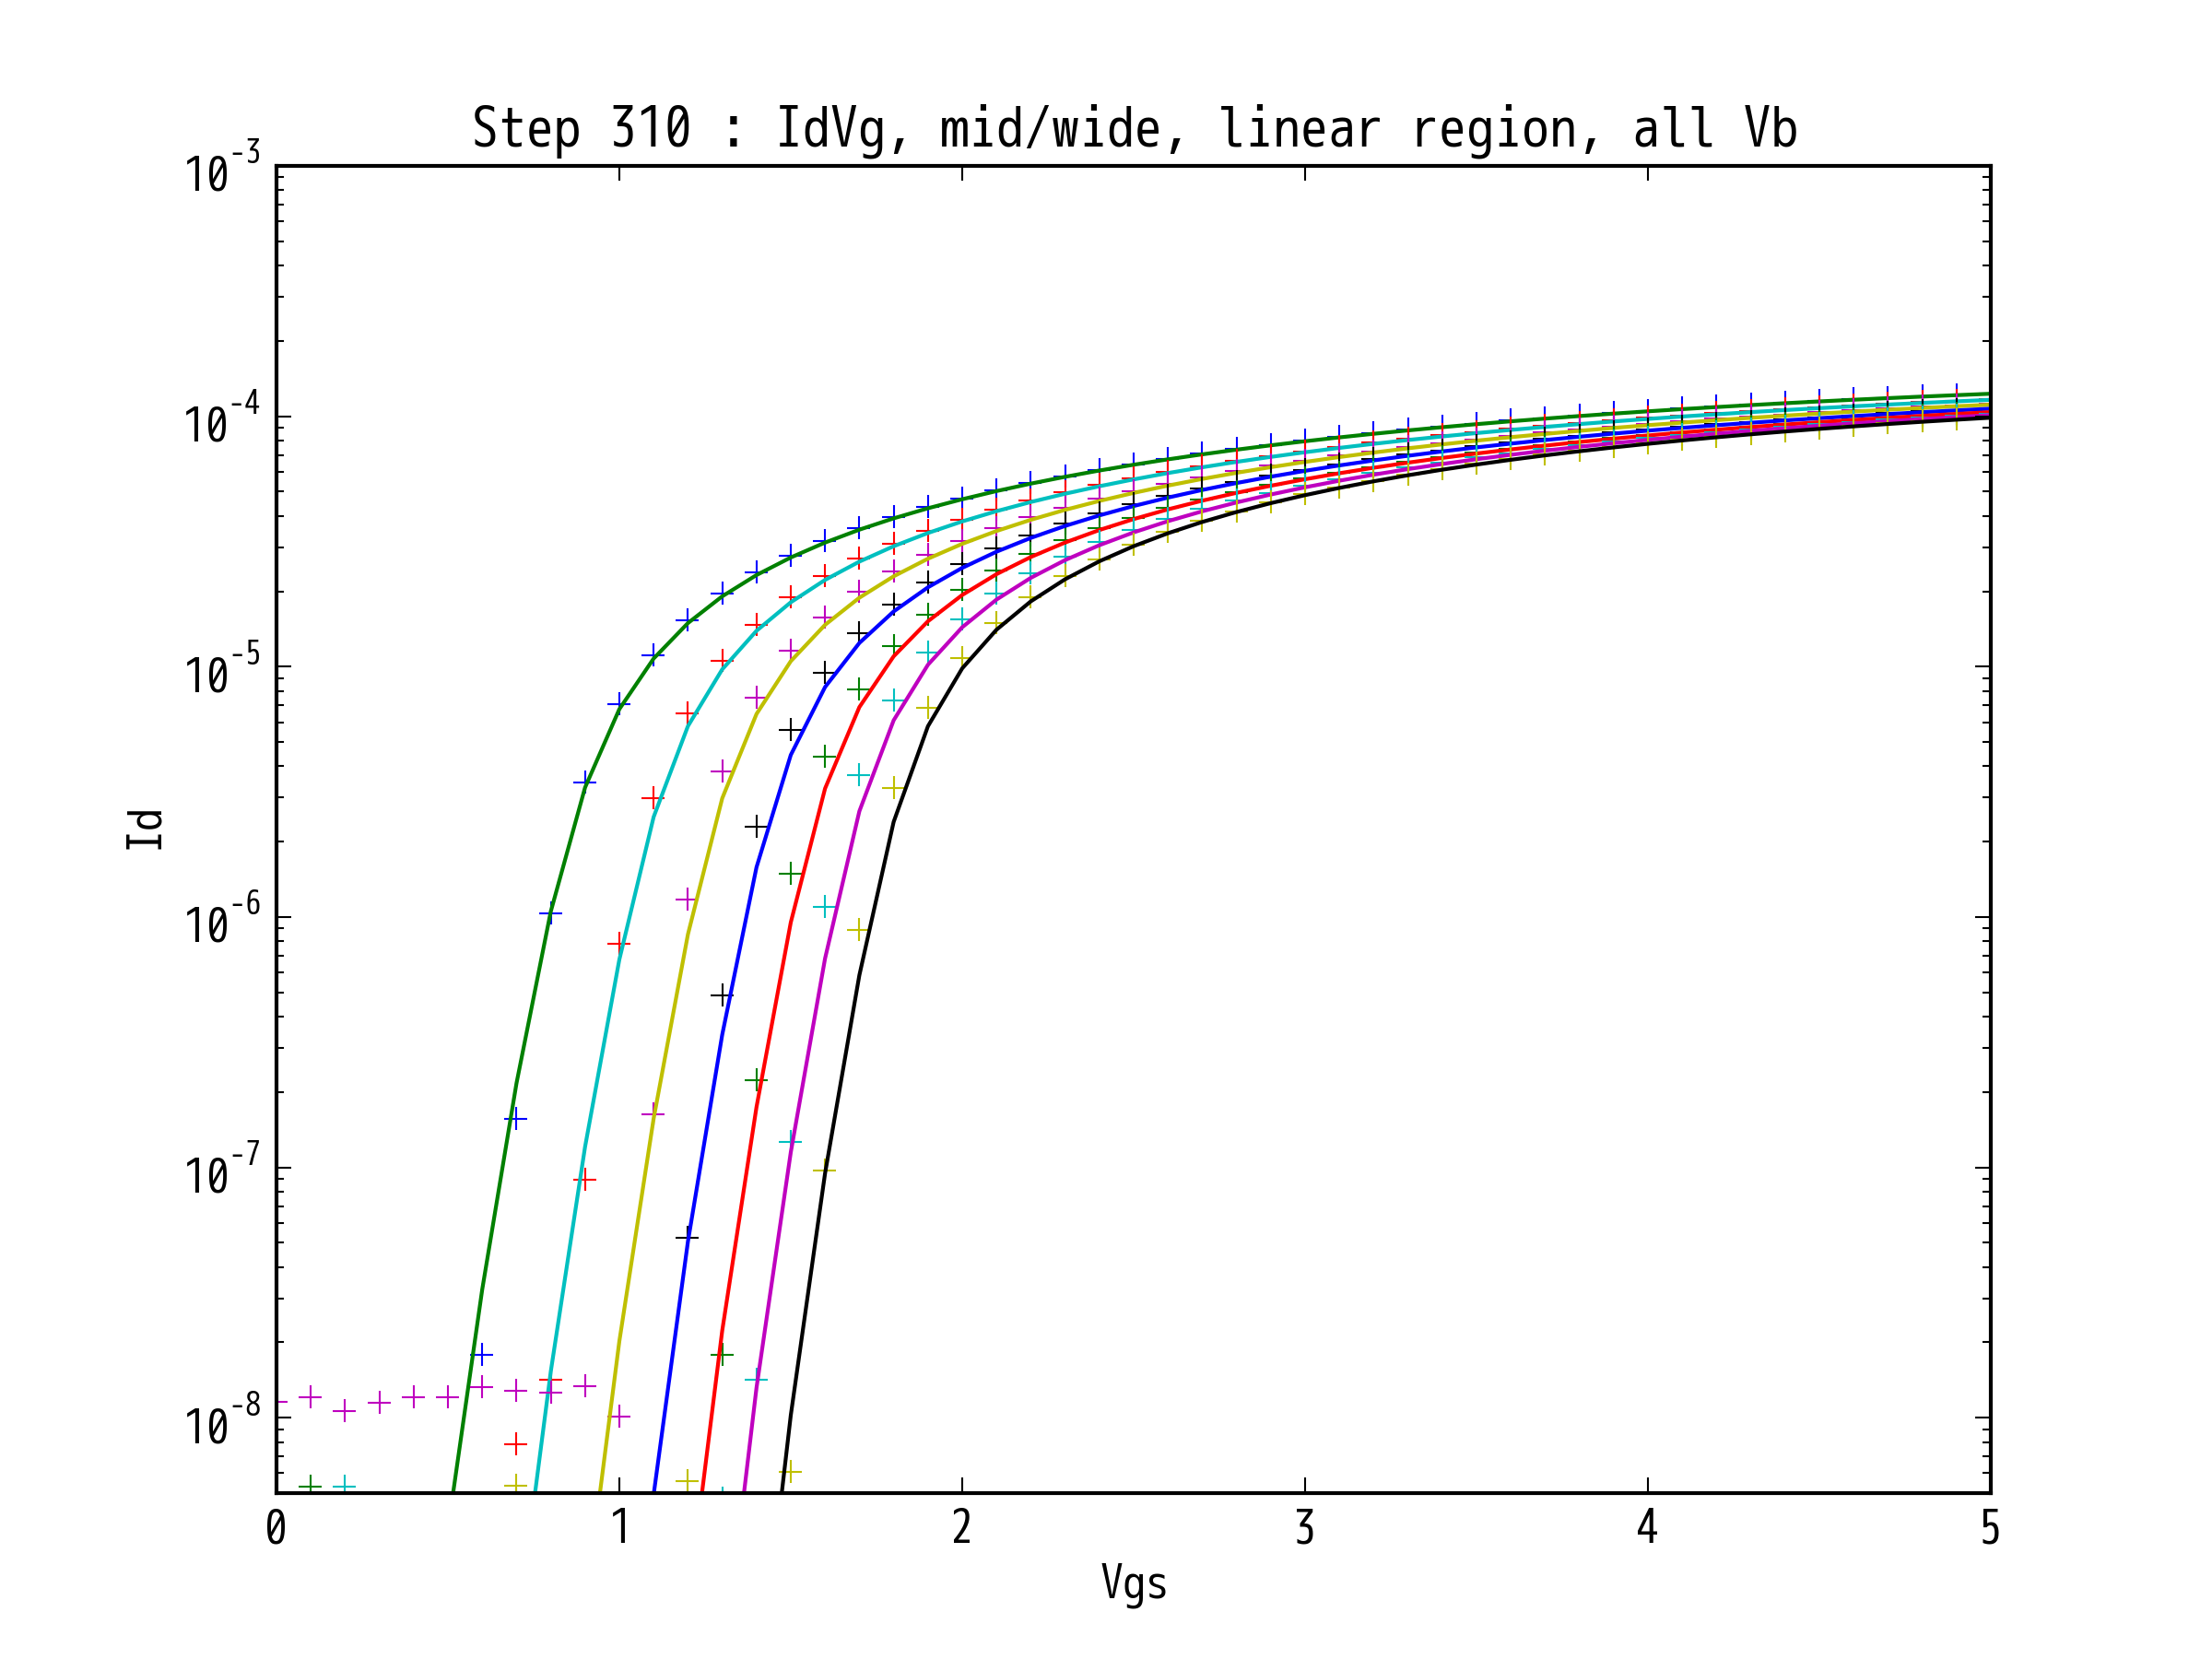 Step 310 : IdVg, mid/wide, linear region, all Vb
10^-3
10^-4
10^-5
10^-6
10^-7
10^-8
Id
0 1 2 3 4 5
Vgs